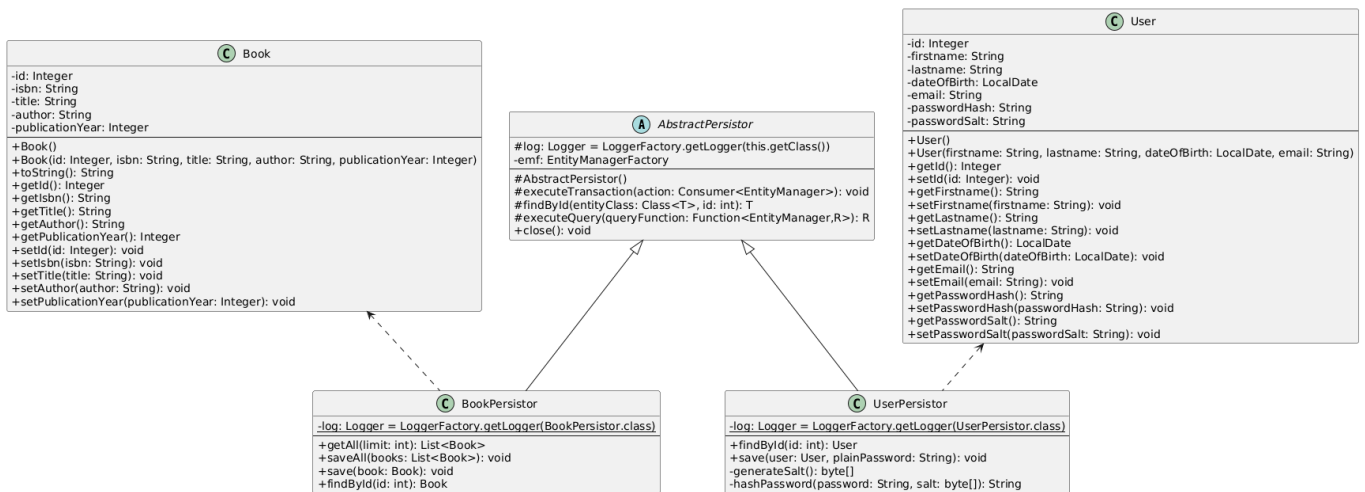 C Book
-id: Integer
-isbn: String
-title: String
-author: String
-publicationYear: Integer
+Book()
+Book(id: Integer, isbn: String, title: String, author: String, publicationYear: Integer)
+toString(): String
+getId(): Integer
+getIsbn(): String
+getTitle(): String
+getAuthor(): String
+getPublicationYear(): Integer
+setId(id: Integer): void
+setIsbn(isbn: String): void
+setTitle(title: String): void
+setAuthor(author: String): void
+setPublicationYear(publicationYear: Integer): void
A AbstractPersistor
#log: Logger = LoggerFactory.getLogger(this.getClass())
-emf: EntityManagerFactory
#AbstractPersistor()
#executeTransaction(action: Consumer<EntityManager>): void
#findById(entityClass: Class<T>, id: int): T
#executeQuery(queryFunction: Function<EntityManager,R>): R
+close(): void
C User
-id: Integer
-firstname: String
-lastname: String
-dateOfBirth: LocalDate
-email: String
-passwordHash: String
-passwordSalt: String
+User()
+User(firstname: String, lastname: String, dateOfBirth: LocalDate, email: String)
+getId(): Integer
+setId(id: Integer): void
+getFirstname(): String
+setFirstname(firstname: String): void
+getLastname(): String
+setLastname(lastname: String): void
+getDateOfBirth(): LocalDate
+setDateOfBirth(dateOfBirth: LocalDate): void
+getEmail(): String
+setEmail(email: String): void
+getPasswordHash(): String
+setPasswordHash(passwordHash: String): void
+getPasswordSalt(): String
+setPasswordSalt(passwordSalt: String): void
C BookPersistor
-log: Logger = LoggerFactory.getLogger(BookPersistor.class)
+getAll(limit: int): List<Book>
+saveAll(books: List<Book>): void
+save(book: Book): void
+findById(id: int): Book
C UserPersistor
-log: Logger = LoggerFactory.getLogger(UserPersistor.class)
+findById(id: int): User
+save(user: User, plainPassword: String): void
-generateSalt(): byte[]
-hashPassword(password: String, salt: byte[]): String